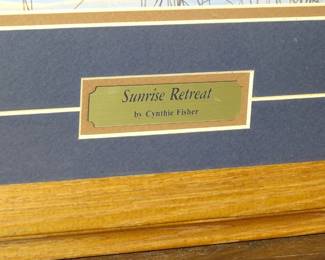 Sunrise Retreat
by Cynthie Fisher